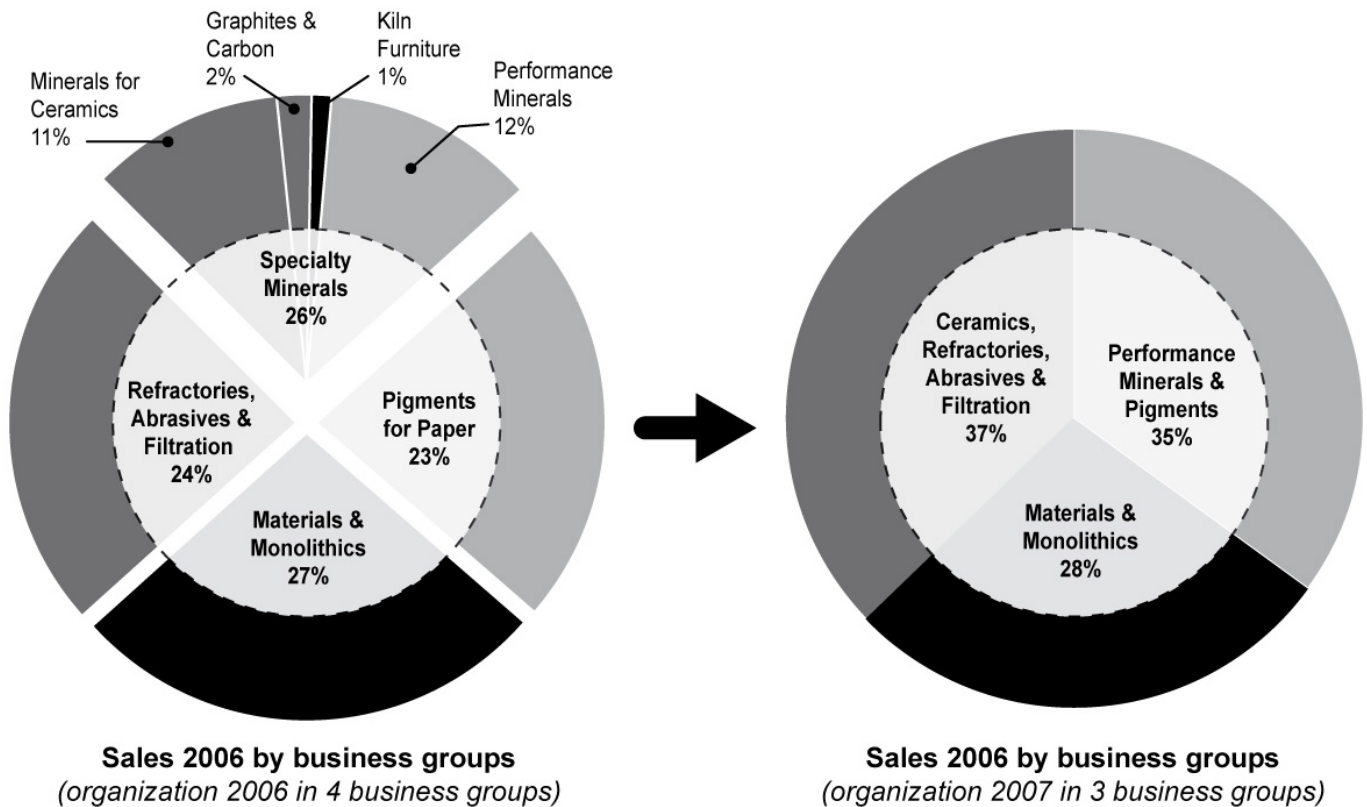 Graphites &
Carbon
2%
Kiln
Furniture
1%
Minerals for
Ceramics
11%
Performance
Minerals
12%
Specialty
Minerals
26%
Refractories,
Abrasives &
Filtration
24%
Pigments
for Paper
23%
Materials &
Monolithics
27%
Ceramics,
Refractories,
Abrasives &
Filtration
37%
Performance
Minerals &
Pigments
35%
Materials &
Monolithics
28%
Sales 2006 by business groups
(organization 2006 in 4 business groups)
Sales 2006 by business groups
(organization 2007 in 3 business groups)